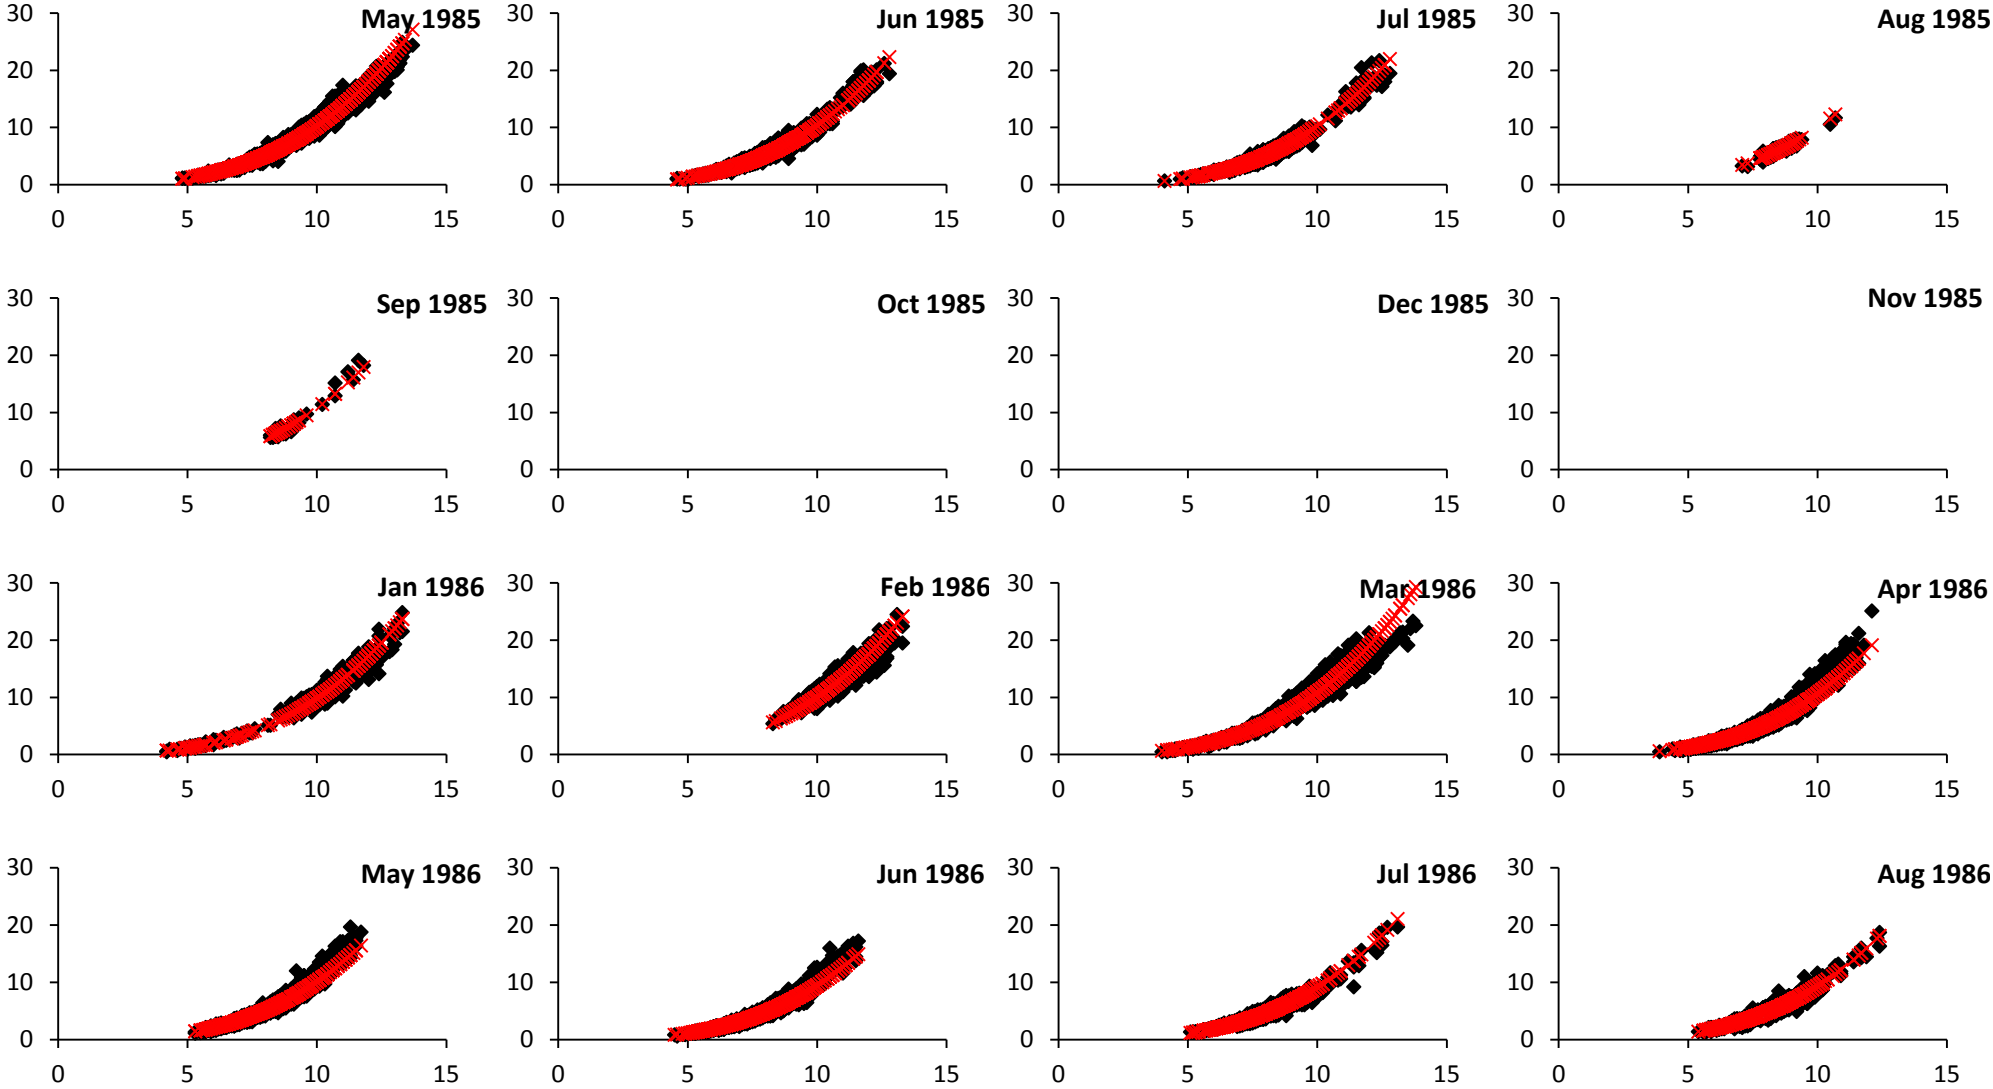 May 1985 Jun 1985 Jul 1985 Aug 1985
30 30 30 30
20 20 20 20
10 10 10 10
0 0 0 0
0 5 10 15 0 5 10 15 0 5 10 15 0 5 10 15
Sep 1985 Oct 1985 Dec 1985 Nov 1985
30 30 30 30
20 20 20 20
10 10 10 10
0 0 0 0
0 5 10 15 0 5 10 15 0 5 10 15 0 5 10 15
Jan 1986 Feb 1986 Mar 1986 Apr 1986
30 30 30 30
20 20 20 20
10 10 10 10
0 0 0 0
0 5 10 15 0 5 10 15 0 5 10 15 0 5 10 15
May 1986 Jun 1986 Jul 1986 Aug 1986
30 30 30 30
20 20 20 20
10 10 10 10
0 0 0 0
0 5 10 15 0 5 10 15 0 5 10 15 0 5 10 15